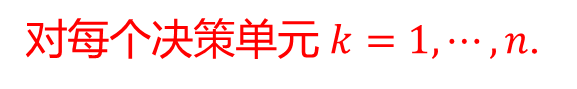 对每个决策单元 k = 1, ⋯ , n.